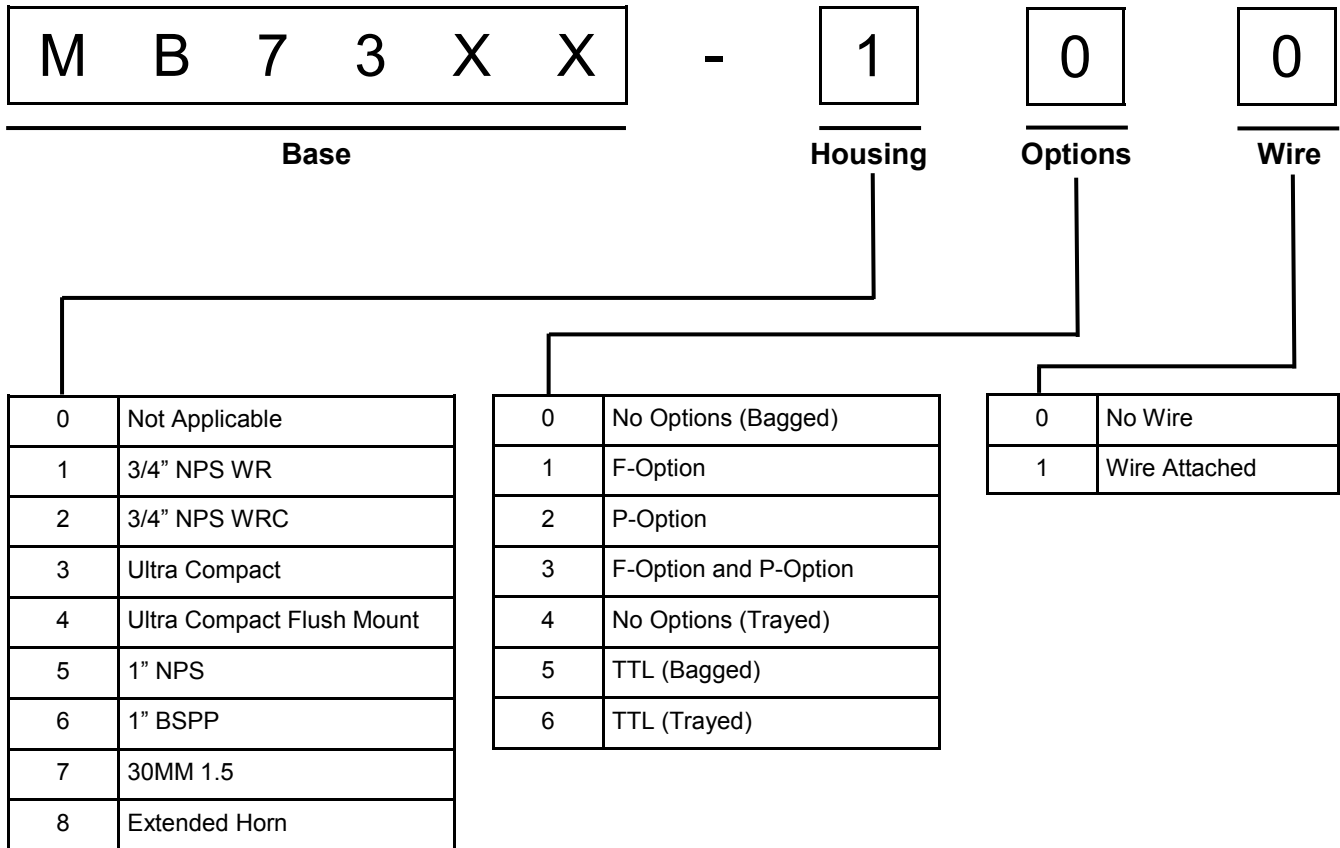 M B 7 3 X X - 1 0 0
Base Housing Options Wire
0 Not Applicable
1 3/4” NPS WR
2 3/4” NPS WRC
3 Ultra Compact
4 Ultra Compact Flush Mount
5 1” NPS
6 1” BSPP
7 30MM 1.5
8 Extended Horn
0 No Options (Bagged)
1 F-Option
2 P-Option
3 F-Option and P-Option
4 No Options (Trayed)
5 TTL (Bagged)
6 TTL (Trayed)
0 No Wire
1 Wire Attached